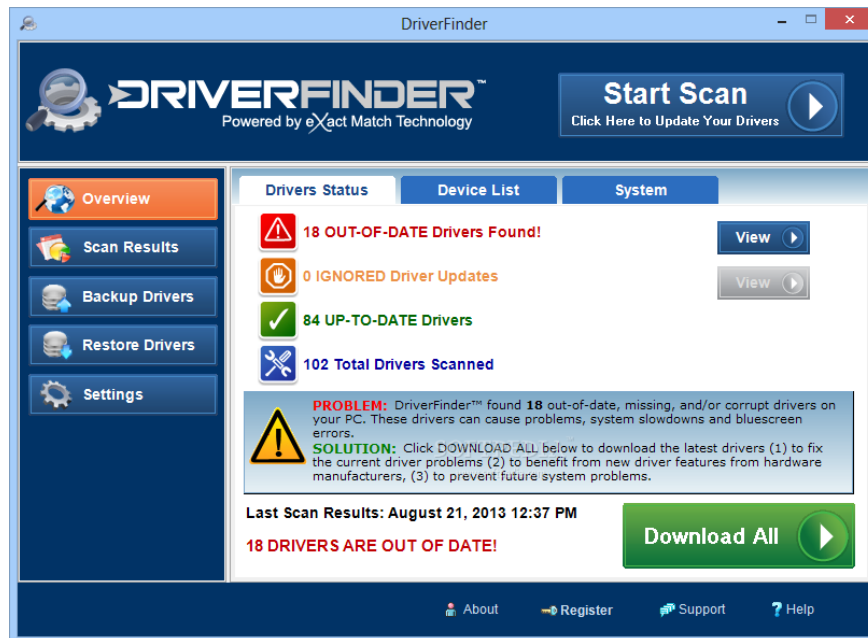 DriverFinder
DRIVERFINDER™
Powered by eXact Match Technology
Start Scan
Click Here to Update Your Drivers
Overview
Scan Results
Backup Drivers
Restore Drivers
Settings
Drivers Status
Device List
System
18 OUT-OF-DATE Drivers Found!
View
0 IGNORED Driver Updates
View
84 UP-TO-DATE Drivers
102 Total Drivers Scanned
PROBLEM: DriverFinder™ found 18 out-of-date, missing, and/or corrupt drivers on
your PC. These drivers can cause problems, system slowdowns and bluescreen
errors.
SOLUTION: Click DOWNLOAD ALL below to download the latest drivers (1) to fix
the current driver problems (2) to benefit from new driver features from hardware
manufacturers, (3) to prevent future system problems.
Last Scan Results: August 21, 2013 12:37 PM
18 DRIVERS ARE OUT OF DATE!
Download All
About
Register
Support
Help